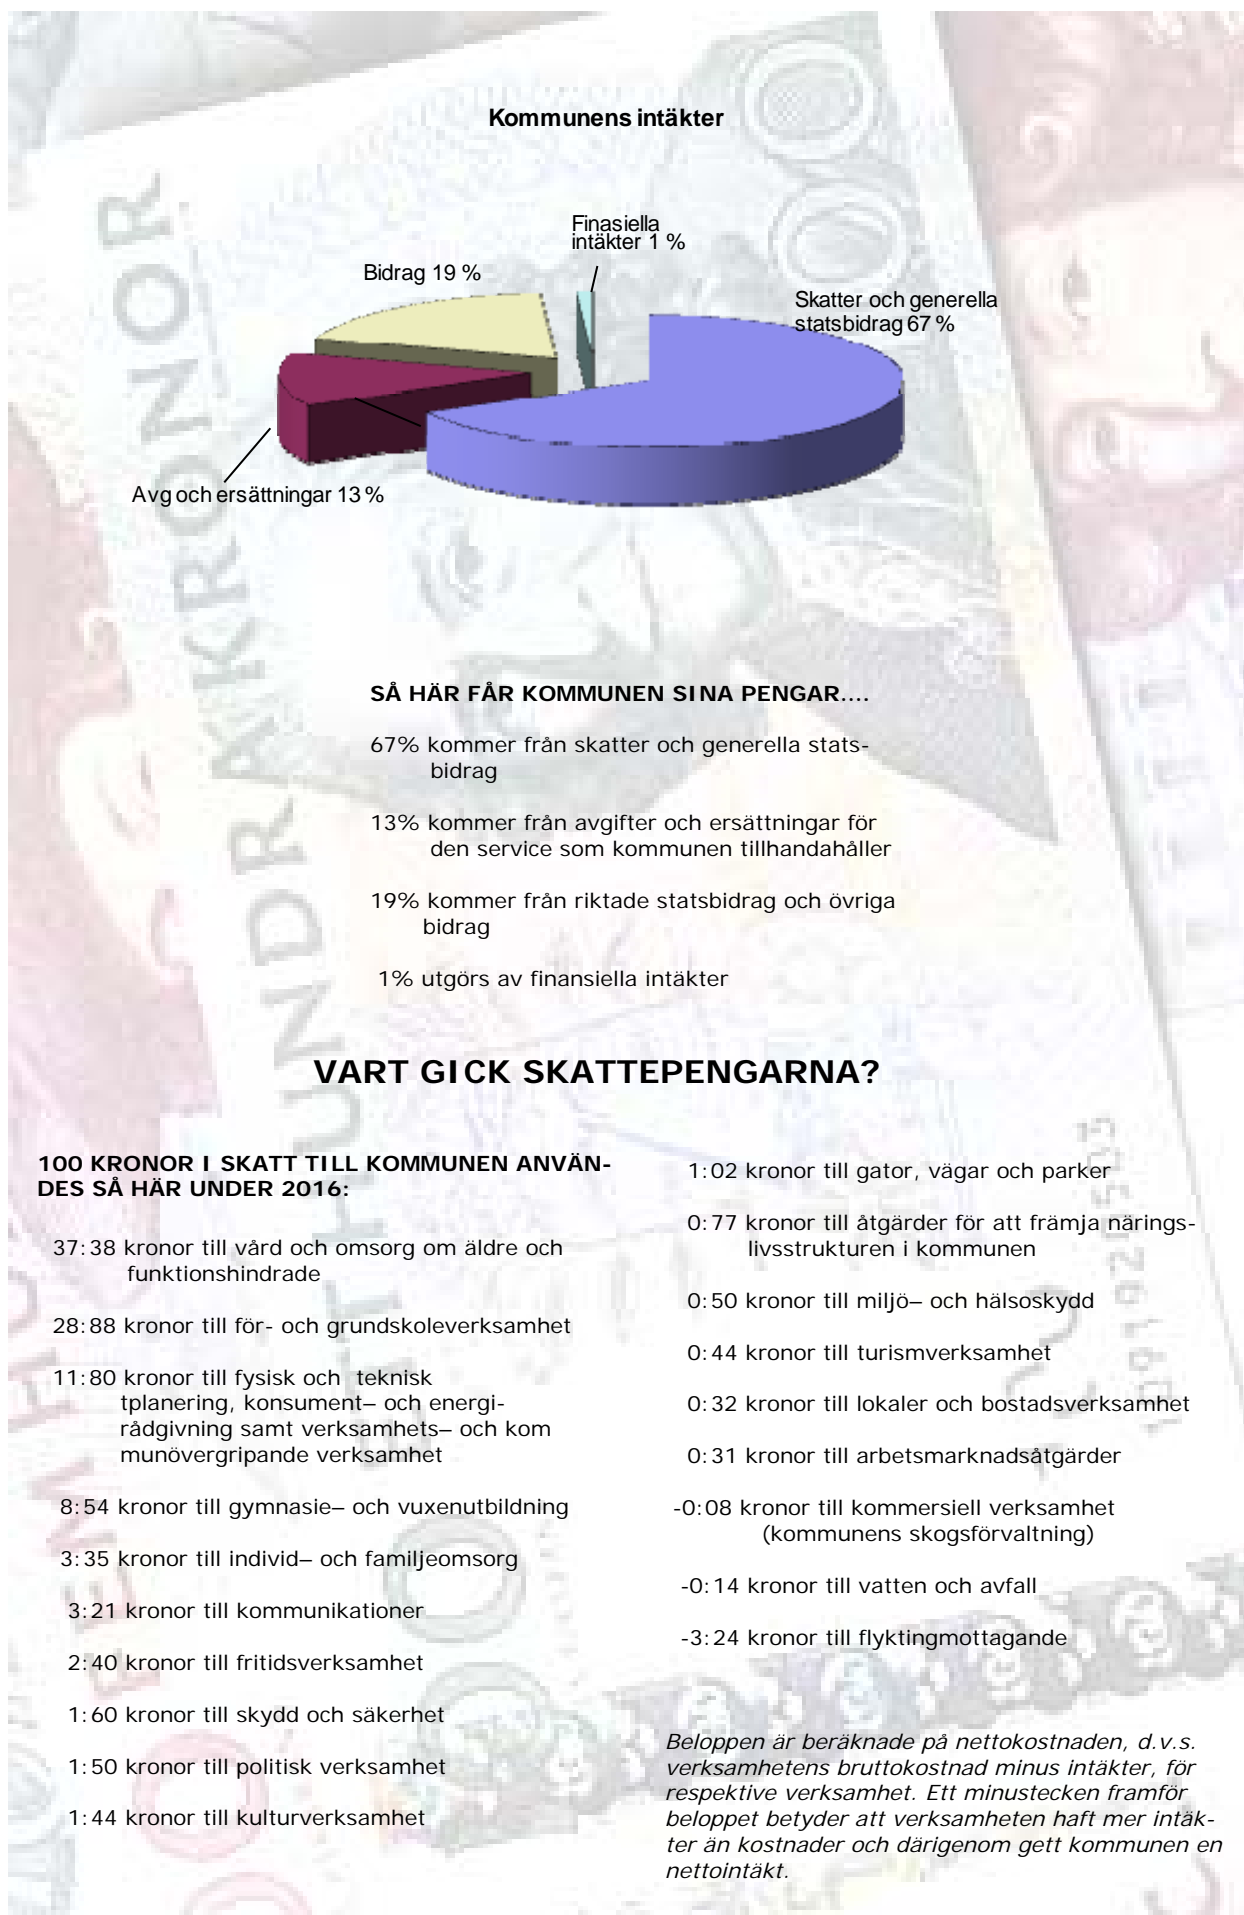 Kommunens intäkter
Finasiella
intäkter 1 %
Bidrag 19 %
Skatter och generella
statsbidrag 67 %
Avg och ersättningar 13 %
SÅ HÄR FÅR KOMMUNEN SINA PENGAR....
67% kommer från skatter och generella stats-
bidrag
13% kommer från avgifter och ersättningar för
den service som kommunen tillhandahåller
19% kommer från riktade statsbidrag och övriga
bidrag
1% utgörs av finansiella intäkter
VART GICK SKATTEPENGARNA?
100 KRONOR I SKATT TILL KOMMUNEN ANVÄN-
DES SÅ HÄR UNDER 2016:
37:38 kronor till vård och omsorg om äldre och
funktionshindrade
28:88 kronor till för- och grundskoleverksamhet
11:80 kronor till fysisk och teknisk
tplanering, konsument– och energi-
rådgivning samt verksamhets– och kom
munövergripande verksamhet
8:54 kronor till gymnasie– och vuxenutbildning
3:35 kronor till individ– och familjeomsorg
3:21 kronor till kommunikationer
2:40 kronor till fritidsverksamhet
1:60 kronor till skydd och säkerhet
1:50 kronor till politisk verksamhet
1:44 kronor till kulturverksamhet
1:02 kronor till gator, vägar och parker
0:77 kronor till åtgärder för att främja närings-
livsstrukturen i kommunen
0:50 kronor till miljö– och hälsoskydd
0:44 kronor till turismverksamhet
0:32 kronor till lokaler och bostadsverksamhet
0:31 kronor till arbetsmarknadsåtgärder
-0:08 kronor till kommersiell verksamhet
(kommunens skogsförvaltning)
-0:14 kronor till vatten och avfall
-3:24 kronor till flyktingmottagande
Beloppen är beräknade på nettokostnaden, d.v.s.
verksamhetens bruttokostnad minus intäkter, för
respektive verksamhet. Ett minustecken framför
beloppet betyder att verksamheten haft mer intäk-
ter än kostnader och därigenom gett kommunen en
nettointäkt.
ETTHUNDRAKRONOR